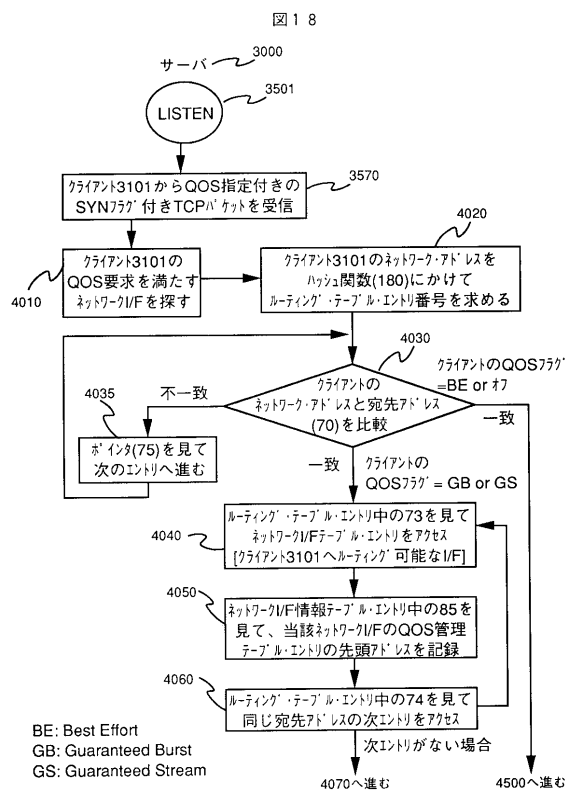 図18
サーバ 3000
LISTEN
3501
ｸﾗｲｱﾝﾄ3101からQOS指定付きの
SYNﾌﾗｸﾞ付きTCPﾊﾟｹｯﾄを受信
3570
ｸﾗｲｱﾝﾄ3101の
QOS要求を満たす
ﾈｯﾄﾜｰｸI/Fを探す
4010
4020
ｸﾗｲｱﾝﾄ3101のﾈｯﾄﾜｰｸ･ｱﾄﾞﾚｽを
ﾊｯｼｭ関数(180)にかけて
ﾙｰﾃｨﾝｸﾞ･ﾃｰﾌﾞﾙ･ｴﾝﾄﾘ番号を求める
4030
ｸﾗｲｱﾝﾄの
ﾈｯﾄﾜｰｸ･ｱﾄﾞﾚｽと宛先ｱﾄﾞﾚｽ
(70)を比較
ｸﾗｲｱﾝﾄのQOSﾌﾗｸﾞ
=BE or ｵﾌ
一致
不一致
4035
ﾎﾟｲﾝﾀ(75)を見て
次のｴﾝﾄﾘへ進む
一致
ｸﾗｲｱﾝﾄの
QOSﾌﾗｸﾞ= GB or GS
ﾙｰﾃｨﾝｸﾞ･ﾃｰﾌﾞﾙ･ｴﾝﾄﾘ中の73を見て
ﾈｯﾄﾜｰｸI/Fﾃｰﾌﾞﾙ･ｴﾝﾄﾘをｱｸｾｽ
[ｸﾗｲｱﾝﾄ3101へﾙｰﾃｨﾝｸﾞ可能なI/F]
4040
4050
ﾈｯﾄﾜｰｸI/F情報ﾃｰﾌﾞﾙ･ｴﾝﾄﾘ中の85を
見て、当該ﾈｯﾄﾜｰｸI/FのQOS管理
ﾃｰﾌﾞﾙ･ｴﾝﾄﾘの先頭ｱﾄﾞﾚｽを記録
4060
ﾙｰﾃｨﾝｸﾞ･ﾃｰﾌﾞﾙ･ｴﾝﾄﾘ中の74を見て
同じ宛先ｱﾄﾞﾚｽの次ｴﾝﾄﾘをｱｸｾｽ
次ｴﾝﾄﾘがない場合
4070へ進む
4500へ進む
BE: Best Effort
GB: Guaranteed Burst
GS: Guaranteed Stream